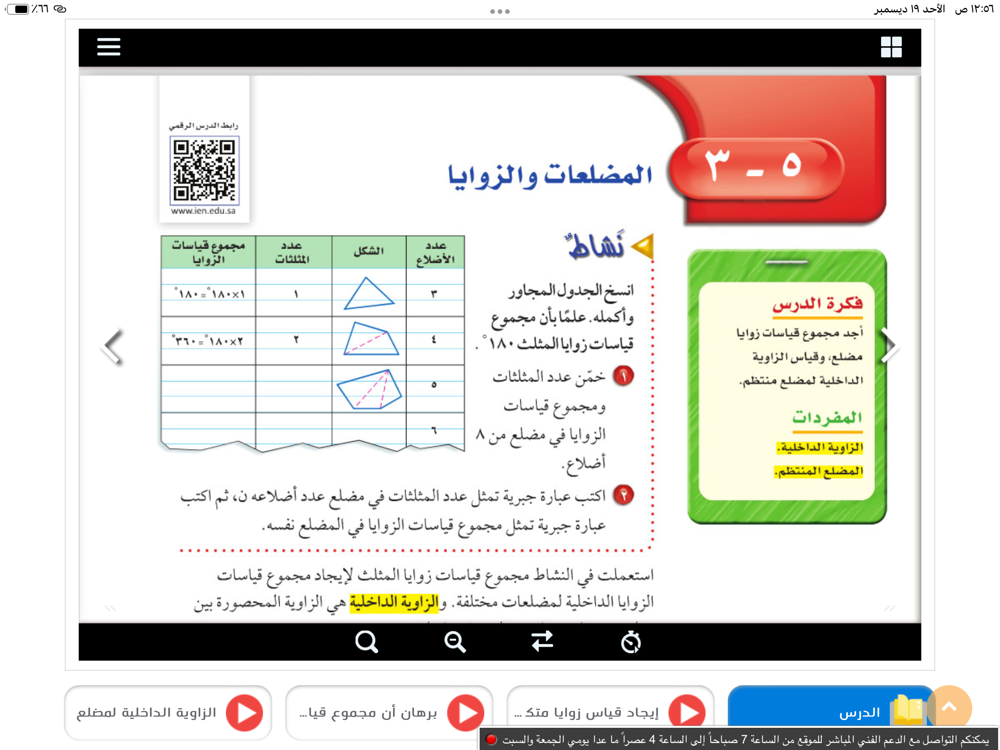 ١٢:٥٦ ص الأحد ١٩ ديسمبر
٪٦٦
٥ - ٣
المضلعات والزوايا
رابط الدرس الرقمي
www.ien.edu.sa
فكرة الدرس
أجد مجموع قياسات زوايا
مضلع، وقياس الزاوية
الداخلية لمضلع منتظم.
المفردات
الزاوية الداخلية.
المضلع المنتظم.
نَشاطٌ
انسخ الجدول المجاور
وأكمله. علمًا بأن مجموع
قياسات زوايا المثلث ١٨٠°.
١ خمّن عدد المثلثات
ومجموع قياسات
الزوايا في مضلع من ٨
أضلاع.
عدد الأضلاع الشكل عدد المثلثات مجموع قياسات الزوايا
٣ ١ ١×١٨٠°=١٨٠°
٤ ٢ ٢×١٨٠°=٣٦٠°
٥
٦
٢ اكتب عبارة جبرية تمثل عدد المثلثات في مضلع عدد أضلاعه ن، ثم اكتب
عبارة جبرية تمثل مجموع قياسات الزوايا في المضلع نفسه.
استعملت في النشاط مجموع قياسات زوايا المثلث لإيجاد مجموع قياسات
الزوايا الداخلية لمضلعات مختلفة. والزاوية الداخلية هي الزاوية المحصورة بين
الدرس
إيجاد قياس زوايا متك...
برهان أن مجموع قيا...
الزاوية الداخلية لمضلع
يمكنكم التواصل مع الدعم الفني المباشر للموقع من الساعة 7 صباحاً إلى الساعة 4 عصراً ما عدا يومي الجمعة والسبت